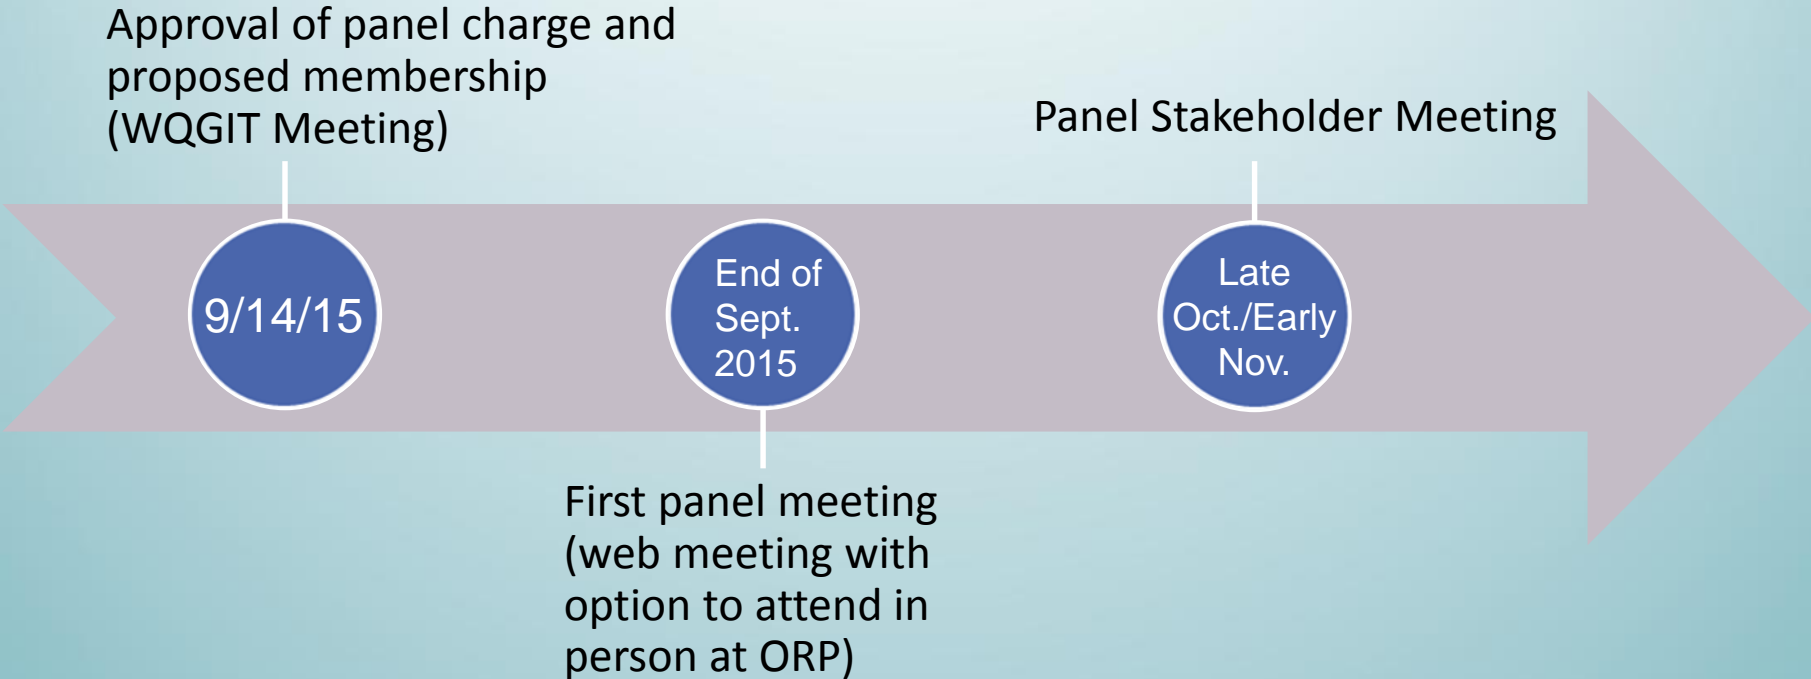 Approval of panel charge and
proposed membership
(WQGIT Meeting)
Panel Stakeholder Meeting
9/14/15
End of
Sept.
2015
Late
Oct./Early
Nov.
First panel meeting
(web meeting with
option to attend in
person at ORP)